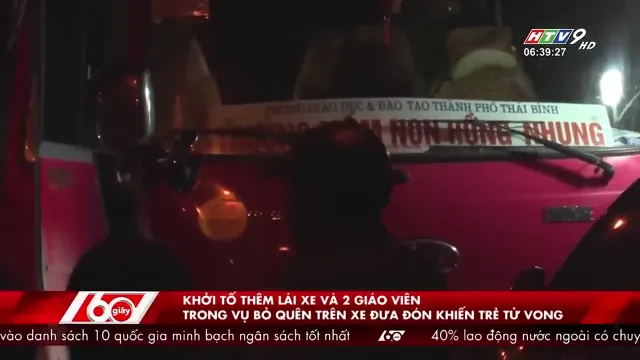 HTV9 HD
06:39:27
PHÒNG GIÁO DỤC & ĐÀO TẠO THÀNH PHỐ THÁI BÌNH
NON HỒNG NHUNG
60 giây
KHỞI TỐ THÊM LÁI XE VÀ 2 GIÁO VIÊN
TRONG VỤ BỎ QUÊN TRÊN XE ĐƯA ĐÓN KHIẾN TRẺ TỬ VONG
vào danh sách 10 quốc gia minh bạch ngân sách tốt nhất 40% lao động nước ngoài có chuy